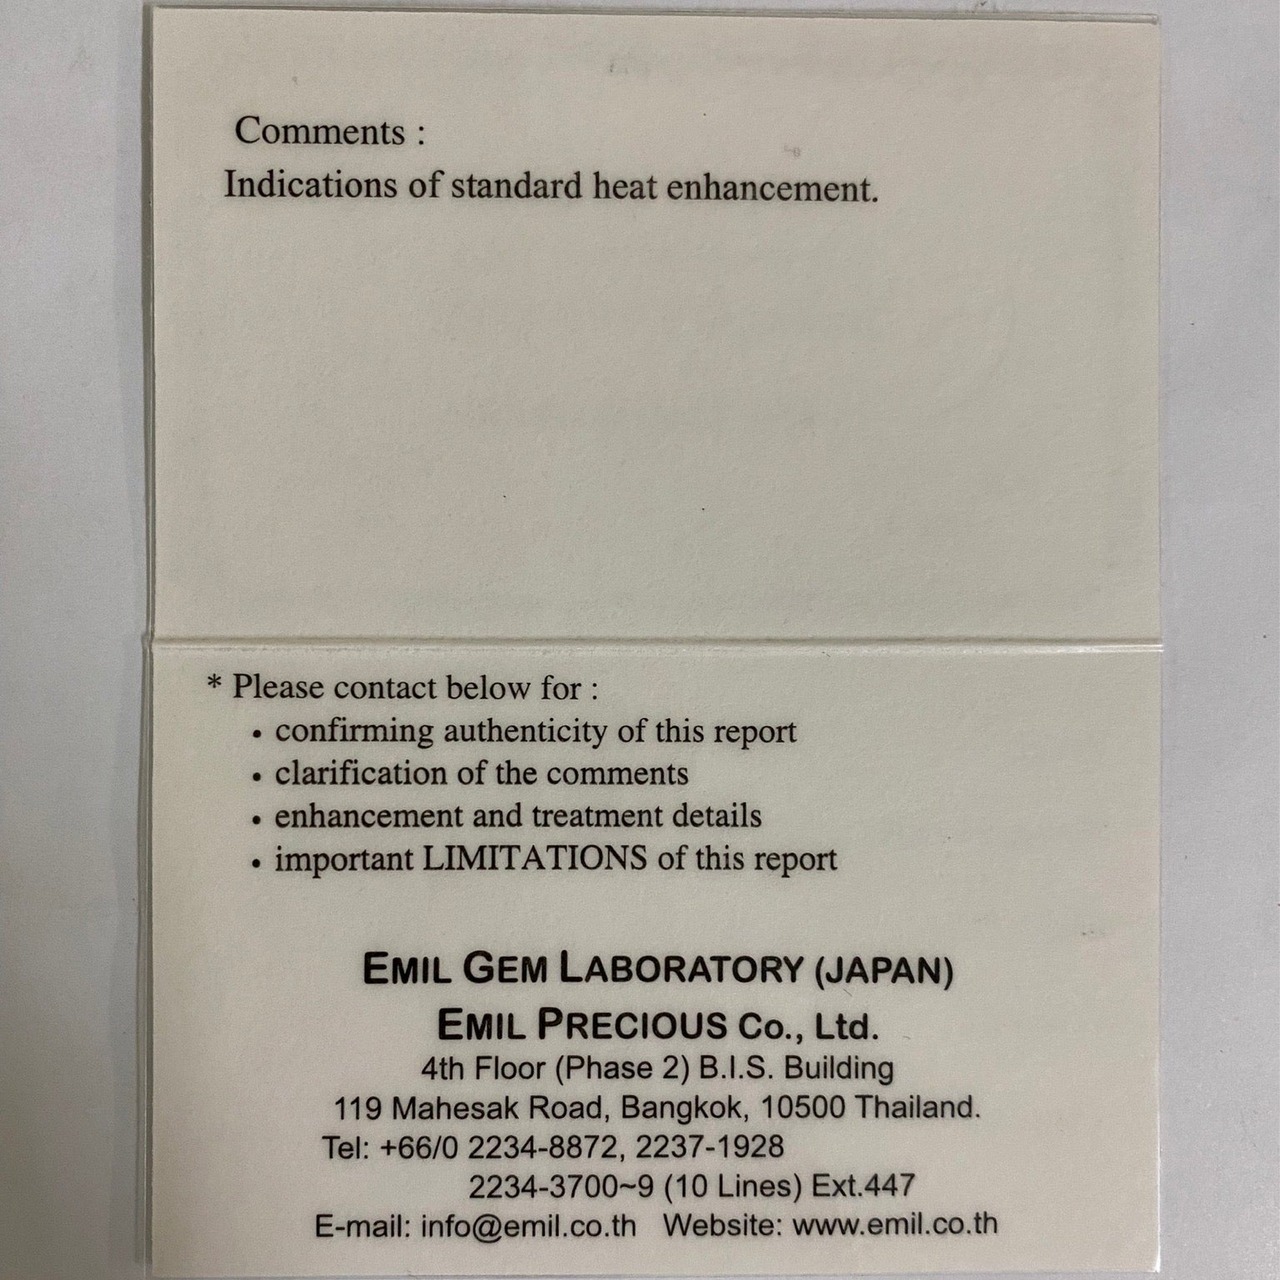 Comments :
Indications of standard heat enhancement.
* Please contact below for :
• confirming authenticity of this report
• clarification of the comments
• enhancement and treatment details
• important LIMITATIONS of this report
EMIL GEM LABORATORY (JAPAN)
EMIL PRECIOUS Co., Ltd.
4th Floor (Phase 2) B.I.S. Building
119 Mahesak Road, Bangkok, 10500 Thailand.
Tel: +66/0 2234-8872, 2237-1928
2234-3700~9 (10 Lines) Ext.447
E-mail: info@emil.co.th Website: www.emil.co.th